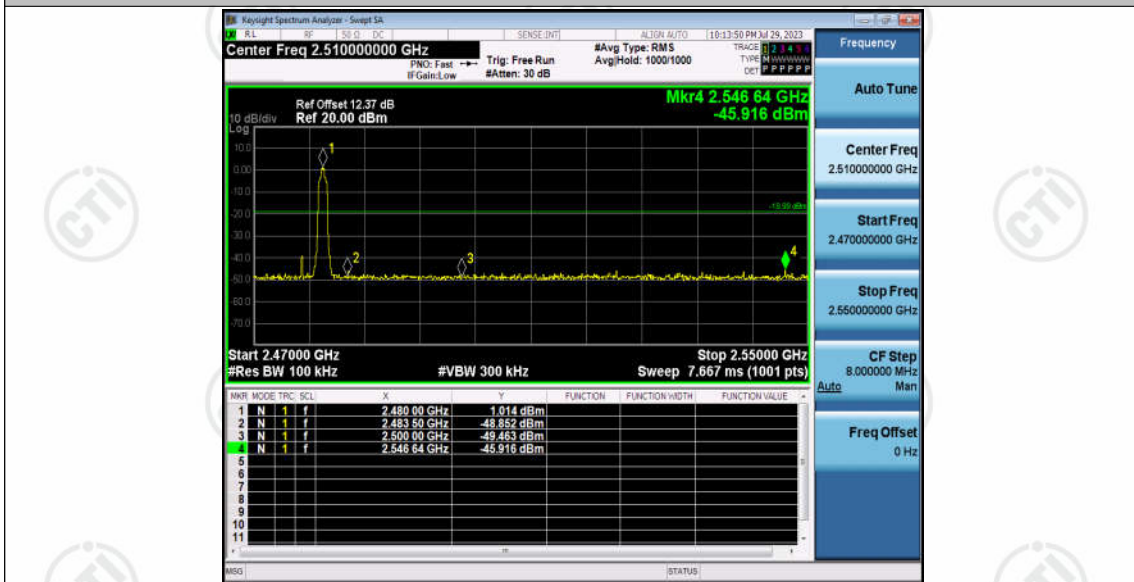 Keysight Spectrum Analyzer - Swept SA
RL RF 50 Ω DC SENSE:INT ALIGN AUTO 10:13:50 PM Jul 29, 2023
Center Freq 2.510000000 GHz
PNO: Fast
IFGain:Low
Trig: Free Run
#Atten: 30 dB
#Avg Type: RMS
Avg|Hold: 1000/1000
TRACE 1 2 3 4 5 6
TYPE M WWWWW
DET P P P P P P
Frequency
Auto Tune
Center Freq
2.510000000 GHz
Start Freq
2.470000000 GHz
Stop Freq
2.550000000 GHz
CF Step
8.000000 MHz
Auto Man
Freq Offset
0 Hz
Mkr4 2.546 64 GHz
-45.916 dBm
Ref Offset 12.37 dB
10 dB/div Ref 20.00 dBm
Log
10.0
0.00
-10.0
-20.0
-30.0
-40.0
-50.0
-60.0
-70.0
1
2
3
4
Start 2.47000 GHz Stop 2.55000 GHz
#Res BW 100 kHz #VBW 300 kHz Sweep 7.667 ms (1001 pts)
MKR MODE TRC SCL X Y FUNCTION FUNCTION WIDTH FUNCTION VALUE
1 N 1 f 2.480 00 GHz 1.014 dBm
2 N 1 f 2.483 50 GHz -48.852 dBm
3 N 1 f 2.500 00 GHz -49.463 dBm
4 N 1 f 2.546 64 GHz -45.916 dBm
5
6
7
8
9
10
11
MSG STATUS
CTI
CTI